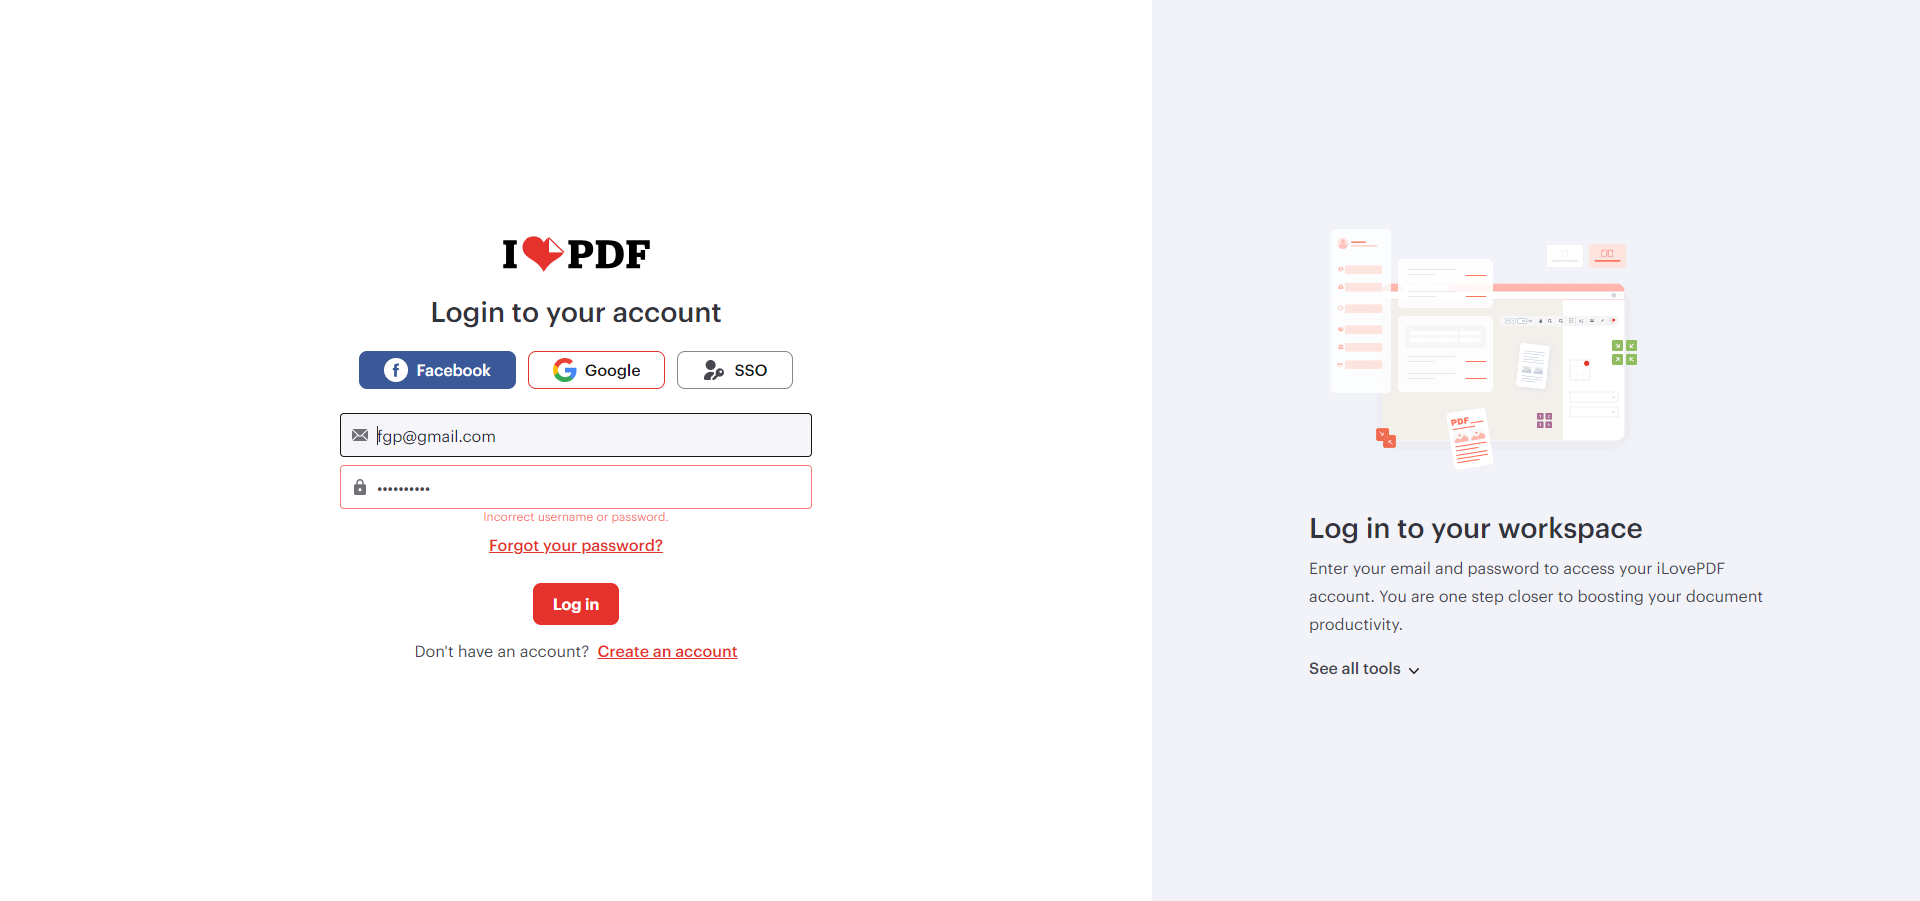 I PDF
Login to your account
Facebook
Google
SSO
fgp@gmail.com
••••••••••
Incorrect username or password.
Forgot your password?
Log in
Don't have an account? Create an account
PDF
Log in to your workspace
Enter your email and password to access your iLovePDF
account. You are one step closer to boosting your document
productivity.
See all tools